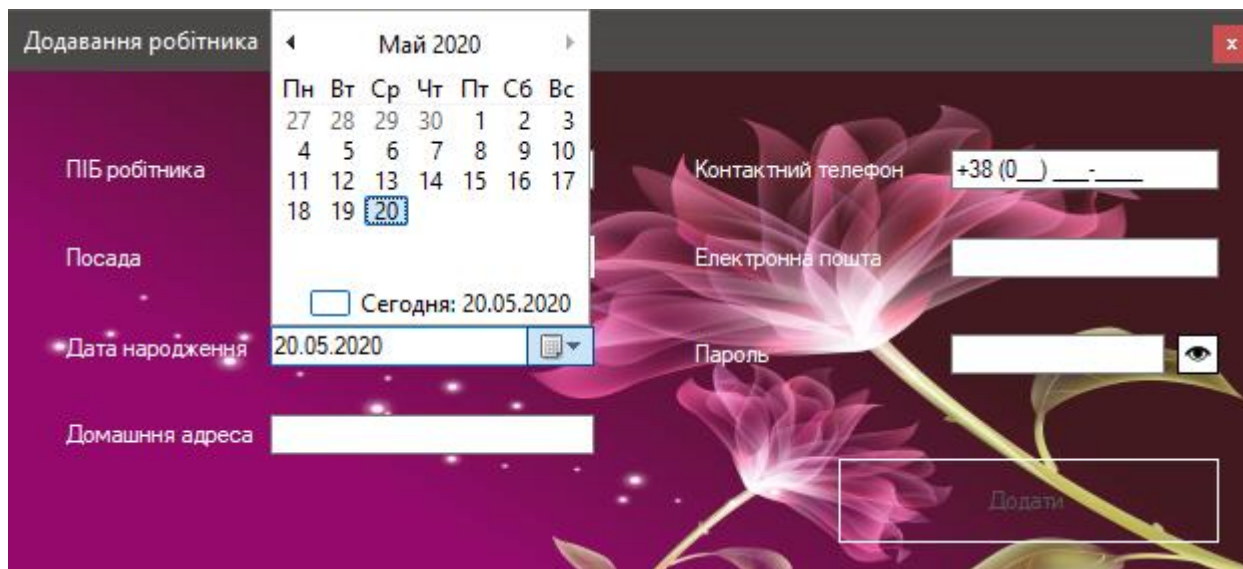 Додавання робітника
Май 2020
x
Пн Вт Ср Чт Пт Сб Вс
27 28 29 30 1 2 3
4 5 6 7 8 9 10
11 12 13 14 15 16 17
18 19 20
Сегодня: 20.05.2020
ПІБ робітника
Посада
Дата народження
20.05.2020
Домашння адреса
Контактний телефон
+38 (0__) ___-____
Електронна пошта
Пароль
Додати